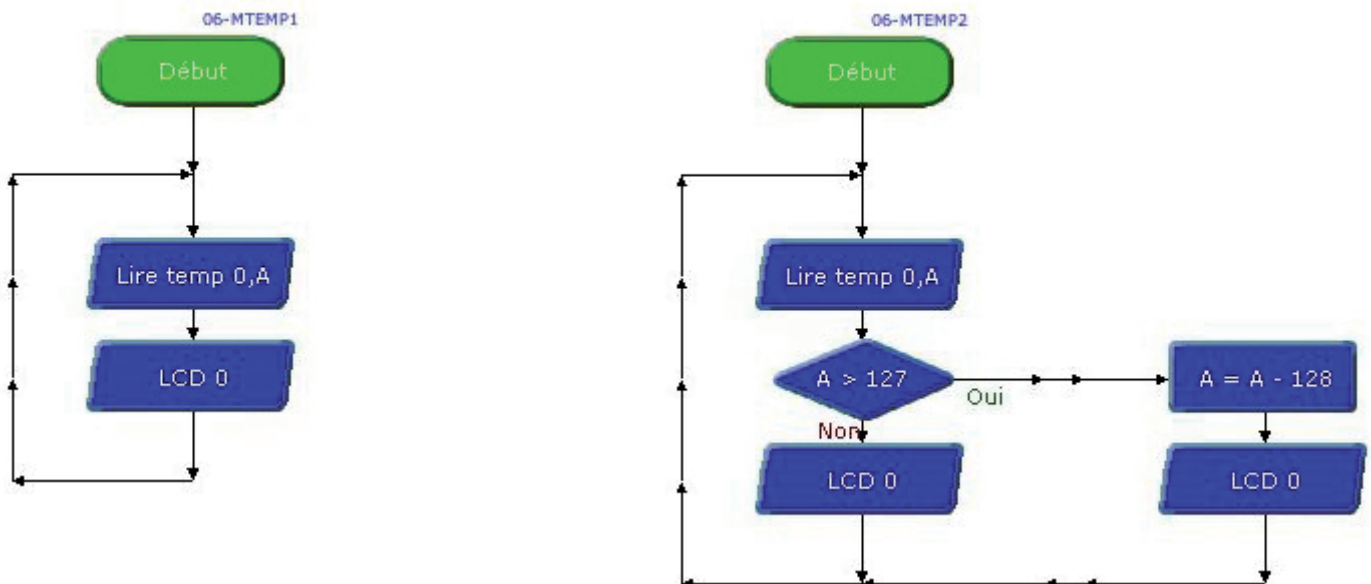 06-MTEMP1
Début
Lire temp 0,A
LCD 0
06-MTEMP2
Début
Lire temp 0,A
A > 127
Oui
A = A - 128
Non
LCD 0
LCD 0